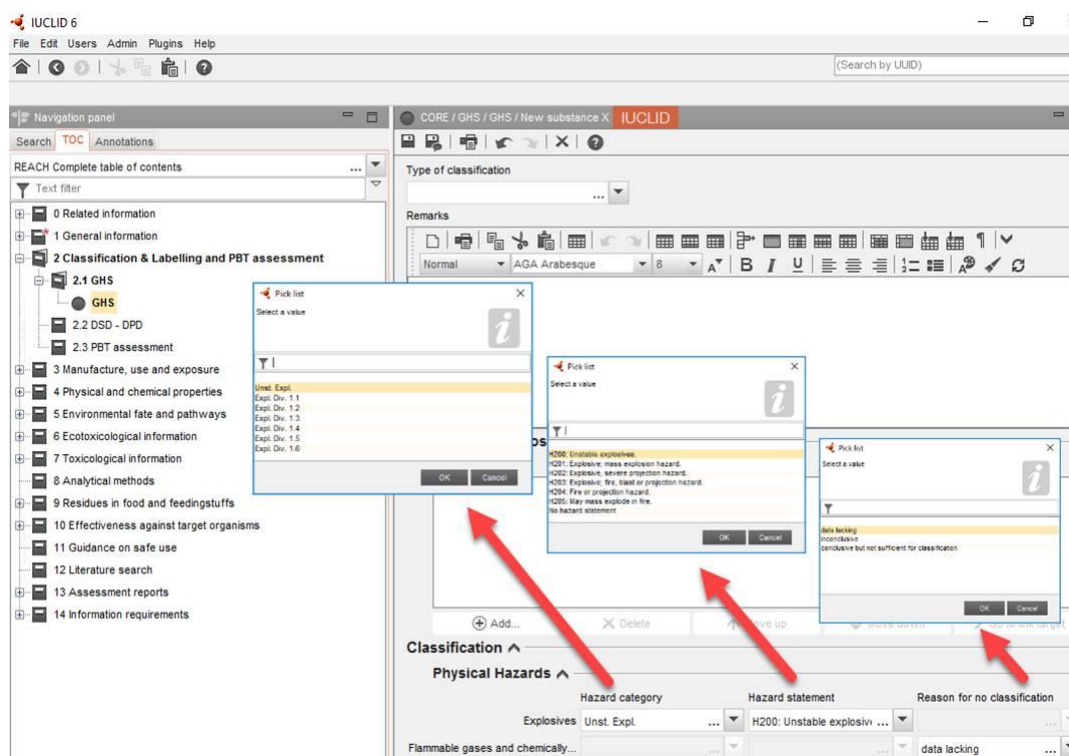 IUCLID 6
File Edit Users Admin Plugins Help
(Search by UUID)
Navigation panel
Search TOC Annotations
REACH Complete table of contents ...
Text filter
0 Related information
1 General information
2 Classification & Labelling and PBT assessment
2.1 GHS
GHS
2.2 DSD - DPD
2.3 PBT assessment
3 Manufacture, use and exposure
4 Physical and chemical properties
5 Environmental fate and pathways
6 Ecotoxicological information
7 Toxicological information
8 Analytical methods
9 Residues in food and feedingstuffs
10 Effectiveness against target organisms
11 Guidance on safe use
12 Literature search
13 Assessment reports
14 Information requirements
CORE / GHS / GHS / New substance X IUCLID
Type of classification
...
Remarks
Normal AGA Arabesque 8 B I U
Pick list
Select a value
Unst. Expl.
Expl. Div. 1.1
Expl. Div. 1.2
Expl. Div. 1.3
Expl. Div. 1.4
Expl. Div. 1.5
Expl. Div. 1.6
OK Cancel
Pick list
Select a value
H200: Unstable explosives.
H201: Explosive; mass explosion hazard.
H202: Explosive, severe projection hazard.
H203: Explosive; fire, blast or projection hazard.
H204: Fire or projection hazard.
H205: May mass explode in fire.
No hazard statement
OK Cancel
Pick list
Select a value
data lacking
inconclusive
conclusive but not sufficient for classification
OK Cancel
Add... Delete Move up Move down Go to link target
Classification
Physical Hazards
Hazard category Hazard statement Reason for no classification
Explosives Unst. Expl. ... H200: Unstable explosiv ...
Flammable gases and chemically... ... ... data lacking ...